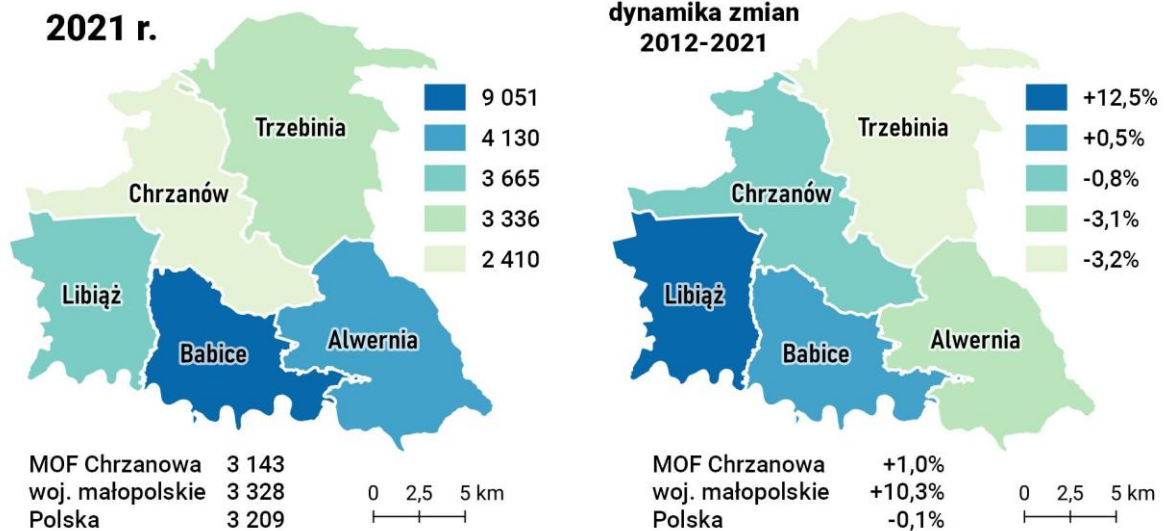 2021 r.
9 051
4 130
3 665
3 336
2 410
Trzebinia
Chrzanów
Libiąż
Babice
Alwernia
MOF Chrzanowa 3 143
woj. małopolskie 3 328
Polska 3 209
0 2,5 5 km
dynamika zmian
2012-2021
+12,5%
+0,5%
-0,8%
-3,1%
-3,2%
Trzebinia
Chrzanów
Libiąż
Babice
Alwernia
MOF Chrzanowa +1,0%
woj. małopolskie +10,3%
Polska -0,1%
0 2,5 5 km